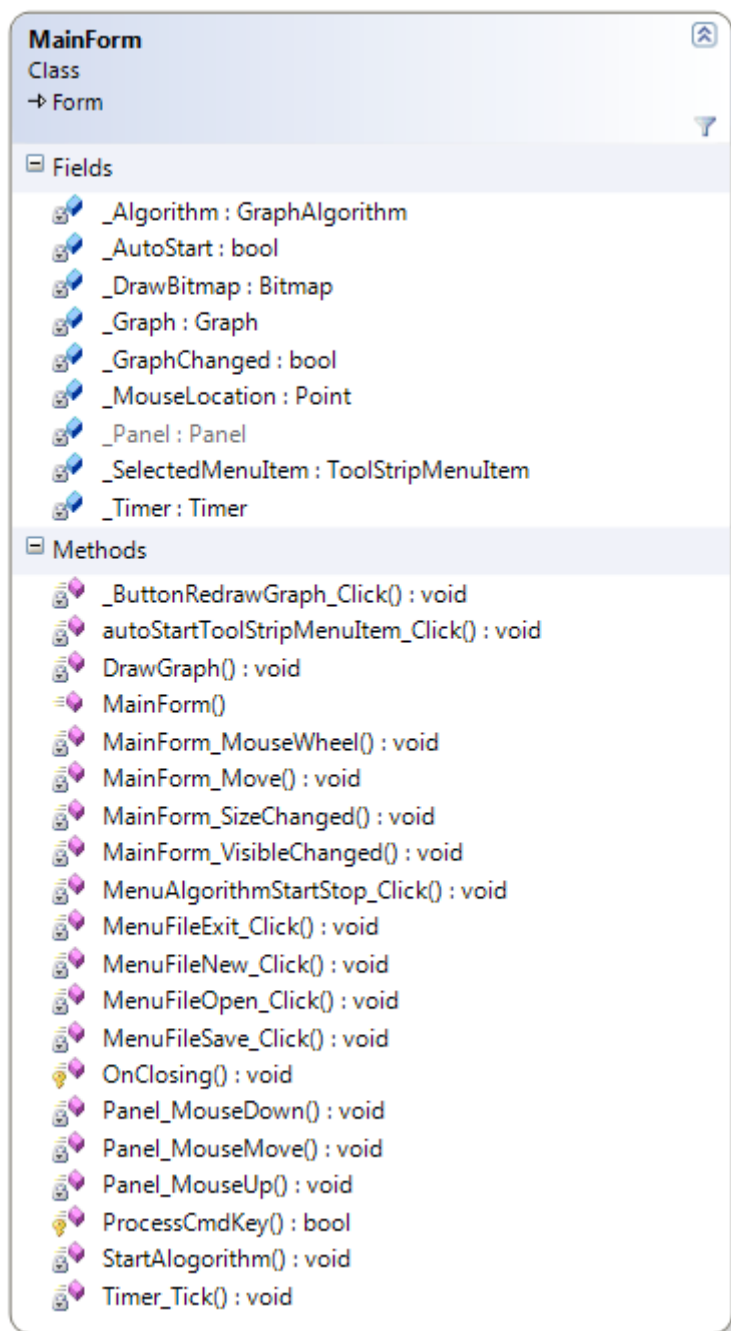 MainForm
Class
Form
Fields
_Algorithm : GraphAlgorithm
_AutoStart : bool
_DrawBitmap : Bitmap
_Graph : Graph
_GraphChanged : bool
_MouseLocation : Point
_Panel : Panel
_SelectedMenuItem : ToolStripMenuItem
_Timer : Timer
Methods
_ButtonRedrawGraph_Click() : void
autoStartToolStripMenuItem_Click() : void
DrawGraph() : void
MainForm()
MainForm_MouseWheel() : void
MainForm_Move() : void
MainForm_SizeChanged() : void
MainForm_VisibleChanged() : void
MenuAlgorithmStartStop_Click() : void
MenuFileExit_Click() : void
MenuFileNew_Click() : void
MenuFileOpen_Click() : void
MenuFileSave_Click() : void
OnClosing() : void
Panel_MouseDown() : void
Panel_MouseMove() : void
Panel_MouseUp() : void
ProcessCmdKey() : bool
StartAlogorithm() : void
Timer_Tick() : void